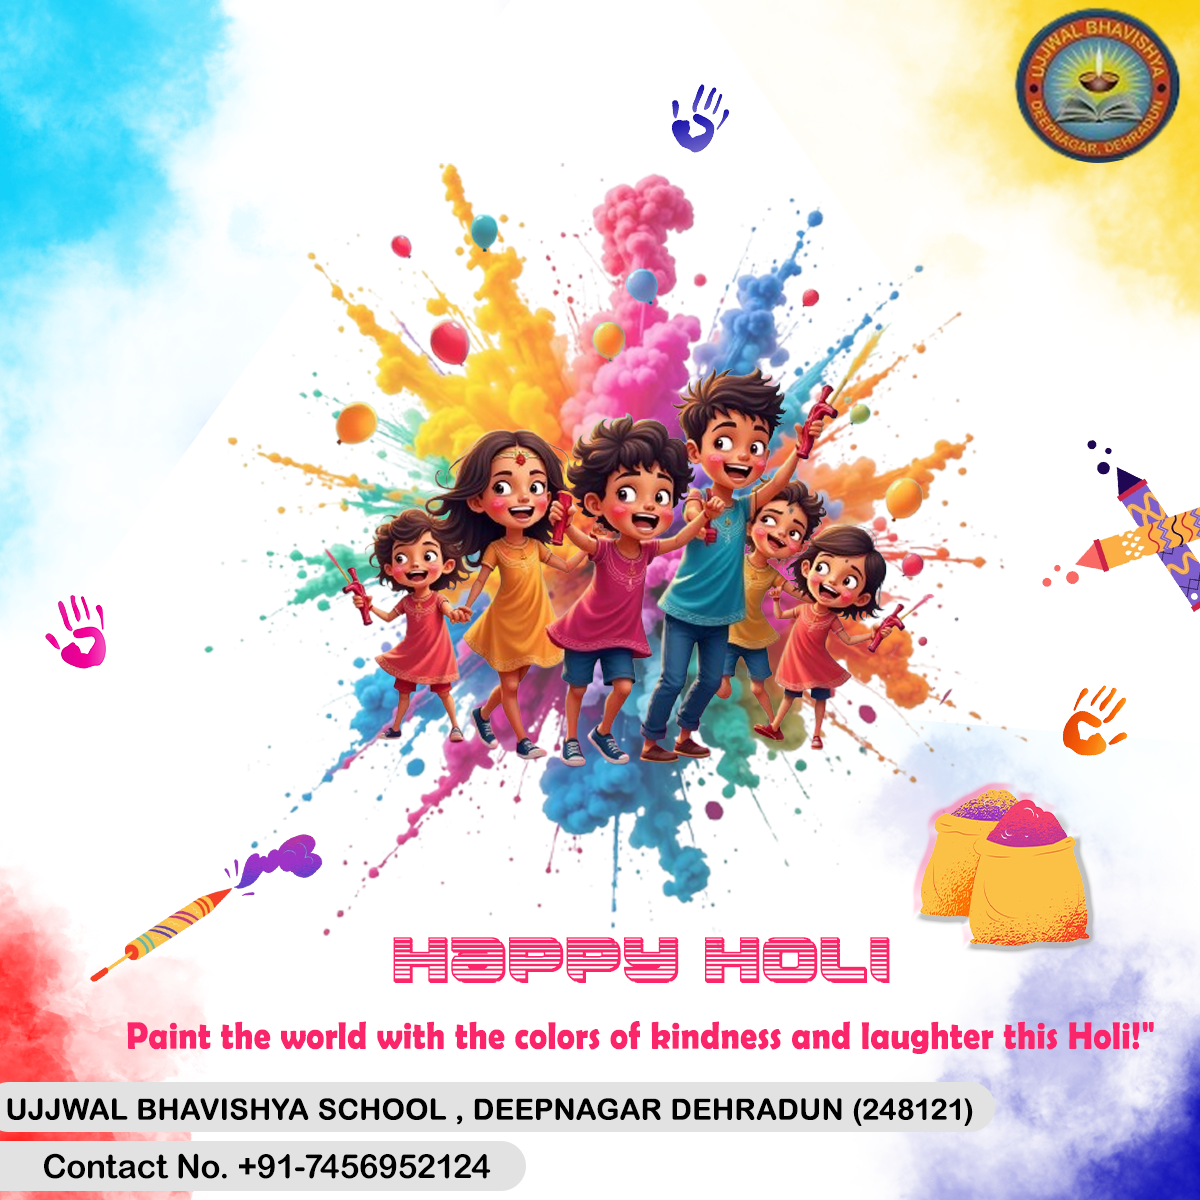 UJJWAL BHAVISHYA
DEEPNAGAR, DEHRADUN
HAPPY HOLI
Paint the world with the colors of kindness and laughter this Holi!"
UJJWAL BHAVISHYA SCHOOL , DEEPNAGAR DEHRADUN (248121)
Contact No. +91-7456952124